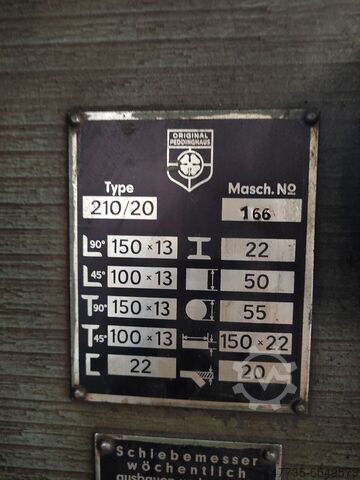 ORIGINAL
PEDDINGHAUS
Type Masch. No
210/20 166
90° 150 × 13 22
45° 100 × 13 50
90° 150 × 13 55
45° 100 × 13 150 × 22
22 20
Schiebemesser
wöchentlich
ausbauen